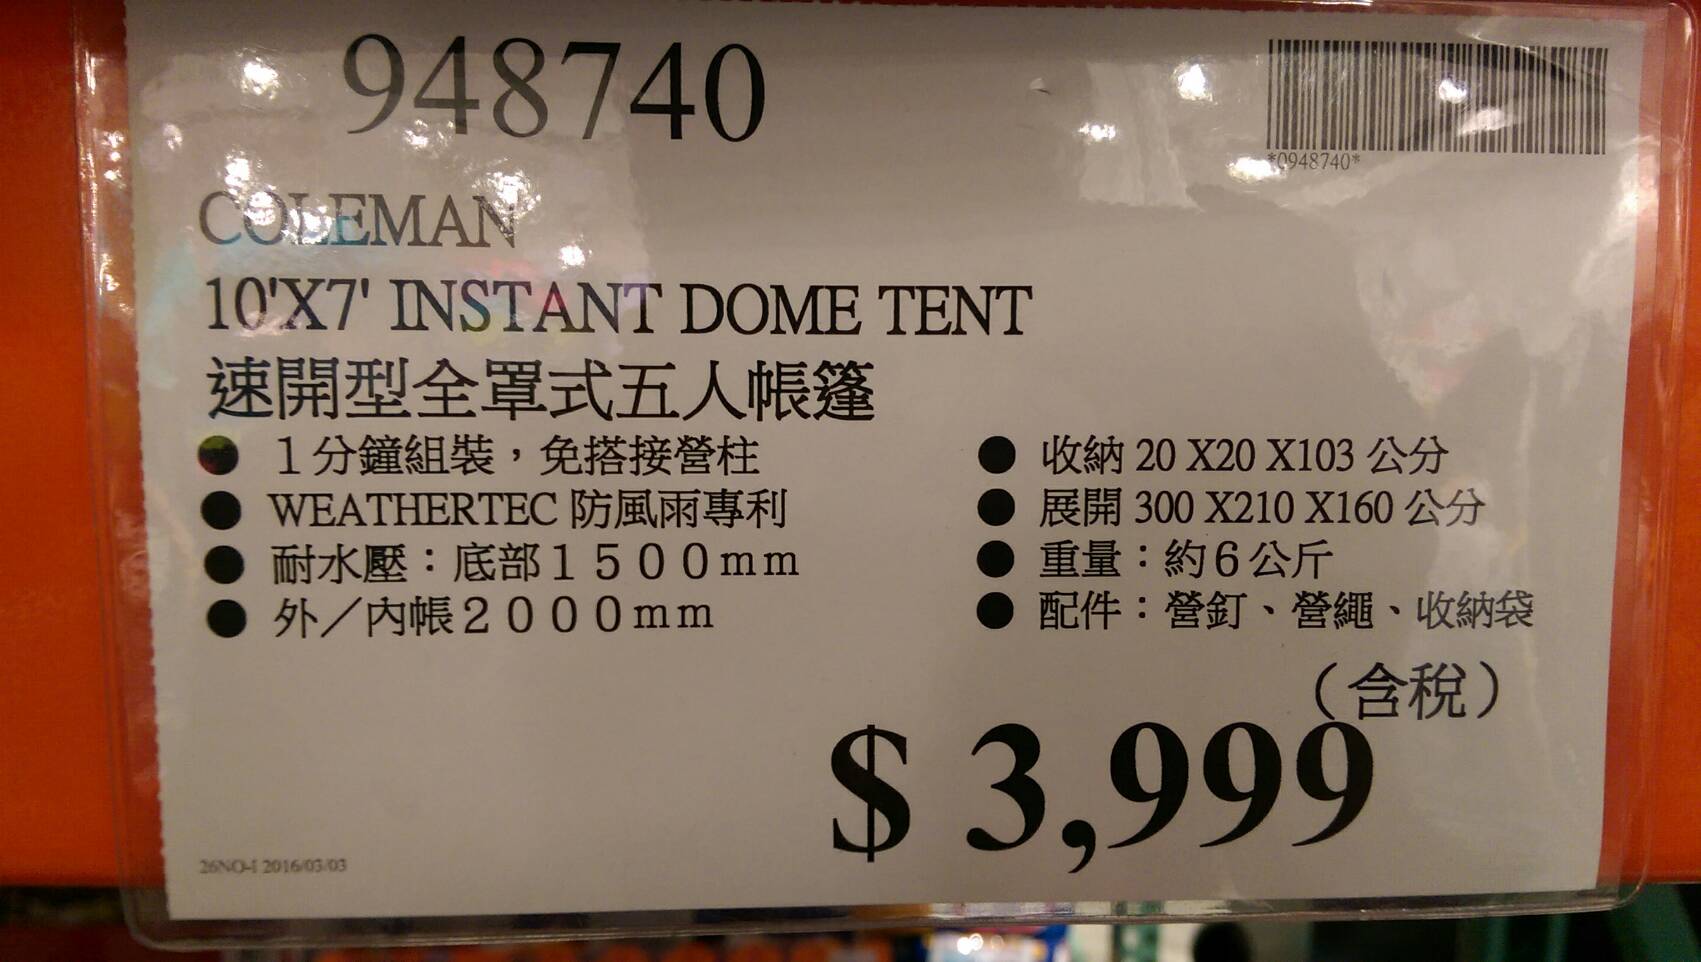 948740
*0948740*
COLEMAN
10'X7' INSTANT DOME TENT
速開型全罩式五人帳篷
● 1分鐘組裝，免搭接營柱
● WEATHERTEC 防風雨專利
● 耐水壓：底部1500mm
● 外／內帳2000mm
● 收納 20 X20 X103 公分
● 展開 300 X210 X160 公分
● 重量：約6公斤
● 配件：營釘、營繩、收納袋
（含稅）
$ 3,999
26NO-I 2016/03/03